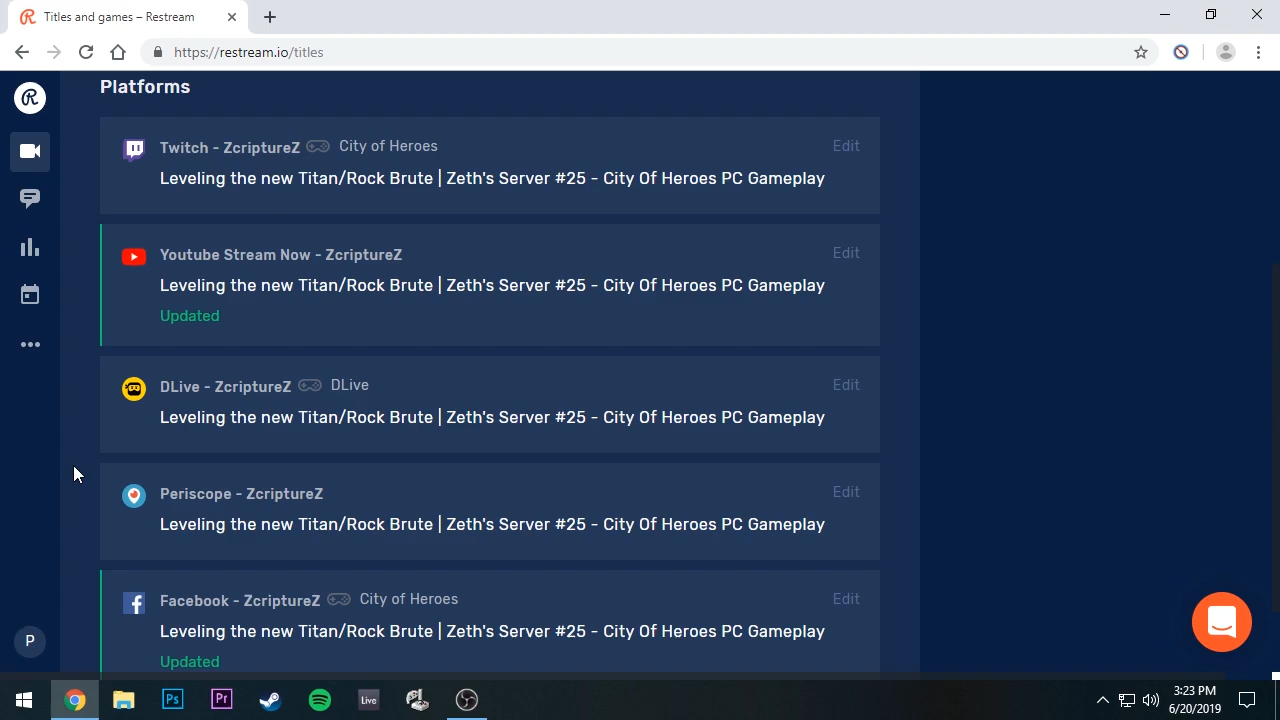 Titles and games – Restream
https://restream.io/titles
Platforms
Twitch - ZcriptureZ City of Heroes Edit
Leveling the new Titan/Rock Brute | Zeth's Server #25 - City Of Heroes PC Gameplay
Youtube Stream Now - ZcriptureZ Edit
Leveling the new Titan/Rock Brute | Zeth's Server #25 - City Of Heroes PC Gameplay
Updated
DLive - ZcriptureZ DLive Edit
Leveling the new Titan/Rock Brute | Zeth's Server #25 - City Of Heroes PC Gameplay
Periscope - ZcriptureZ Edit
Leveling the new Titan/Rock Brute | Zeth's Server #25 - City Of Heroes PC Gameplay
Facebook - ZcriptureZ City of Heroes Edit
Leveling the new Titan/Rock Brute | Zeth's Server #25 - City Of Heroes PC Gameplay
Updated
P
Ps Pr Live
3:23 PM
6/20/2019